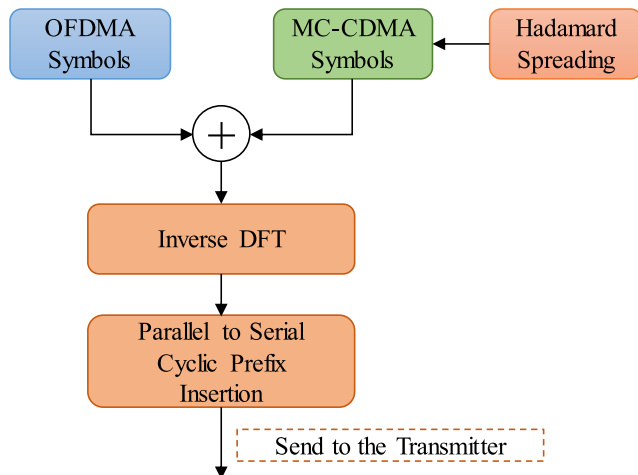 OFDMA
Symbols
MC-CDMA
Symbols
Hadamard
Spreading
+
Inverse DFT
Parallel to Serial
Cyclic Prefix
Insertion
Send to the Transmitter